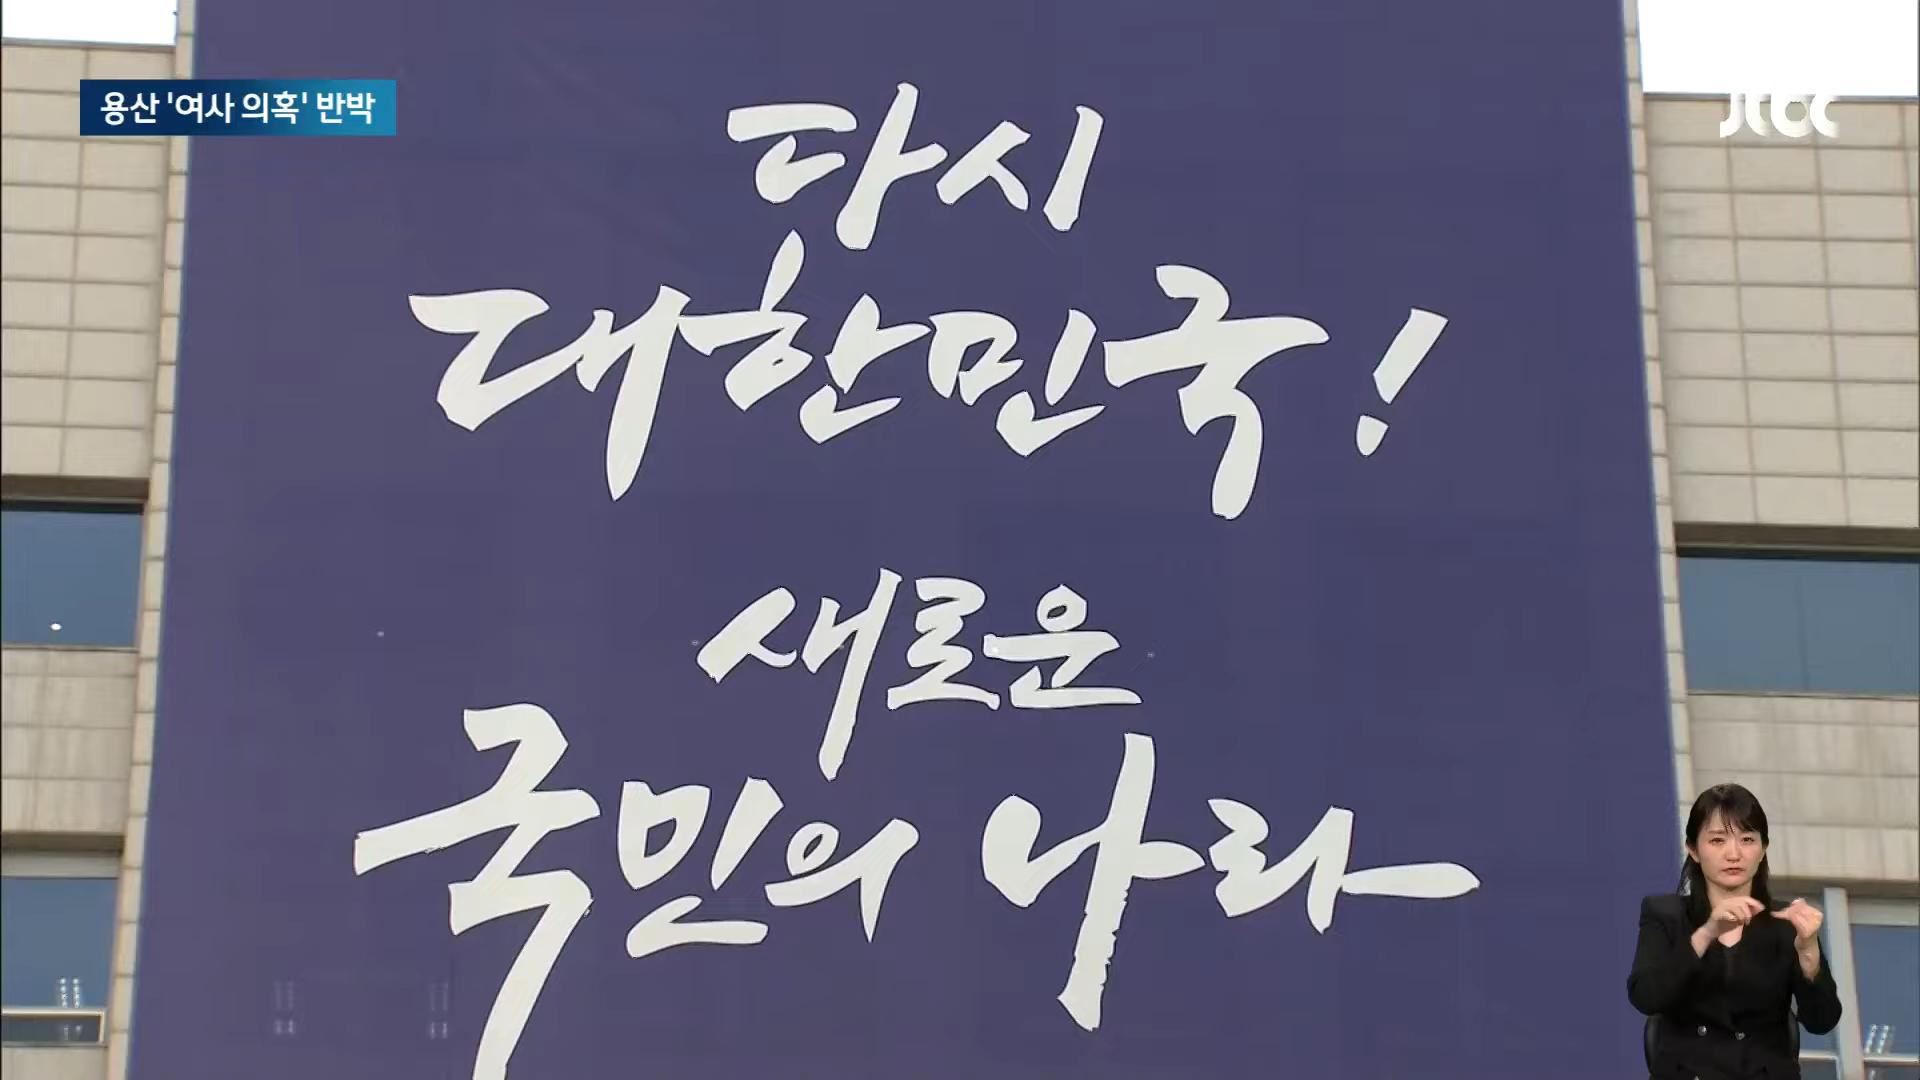 용산 '여사 의혹' 반박
jtbc
다시
대한민국!
새로운
국민의 나라